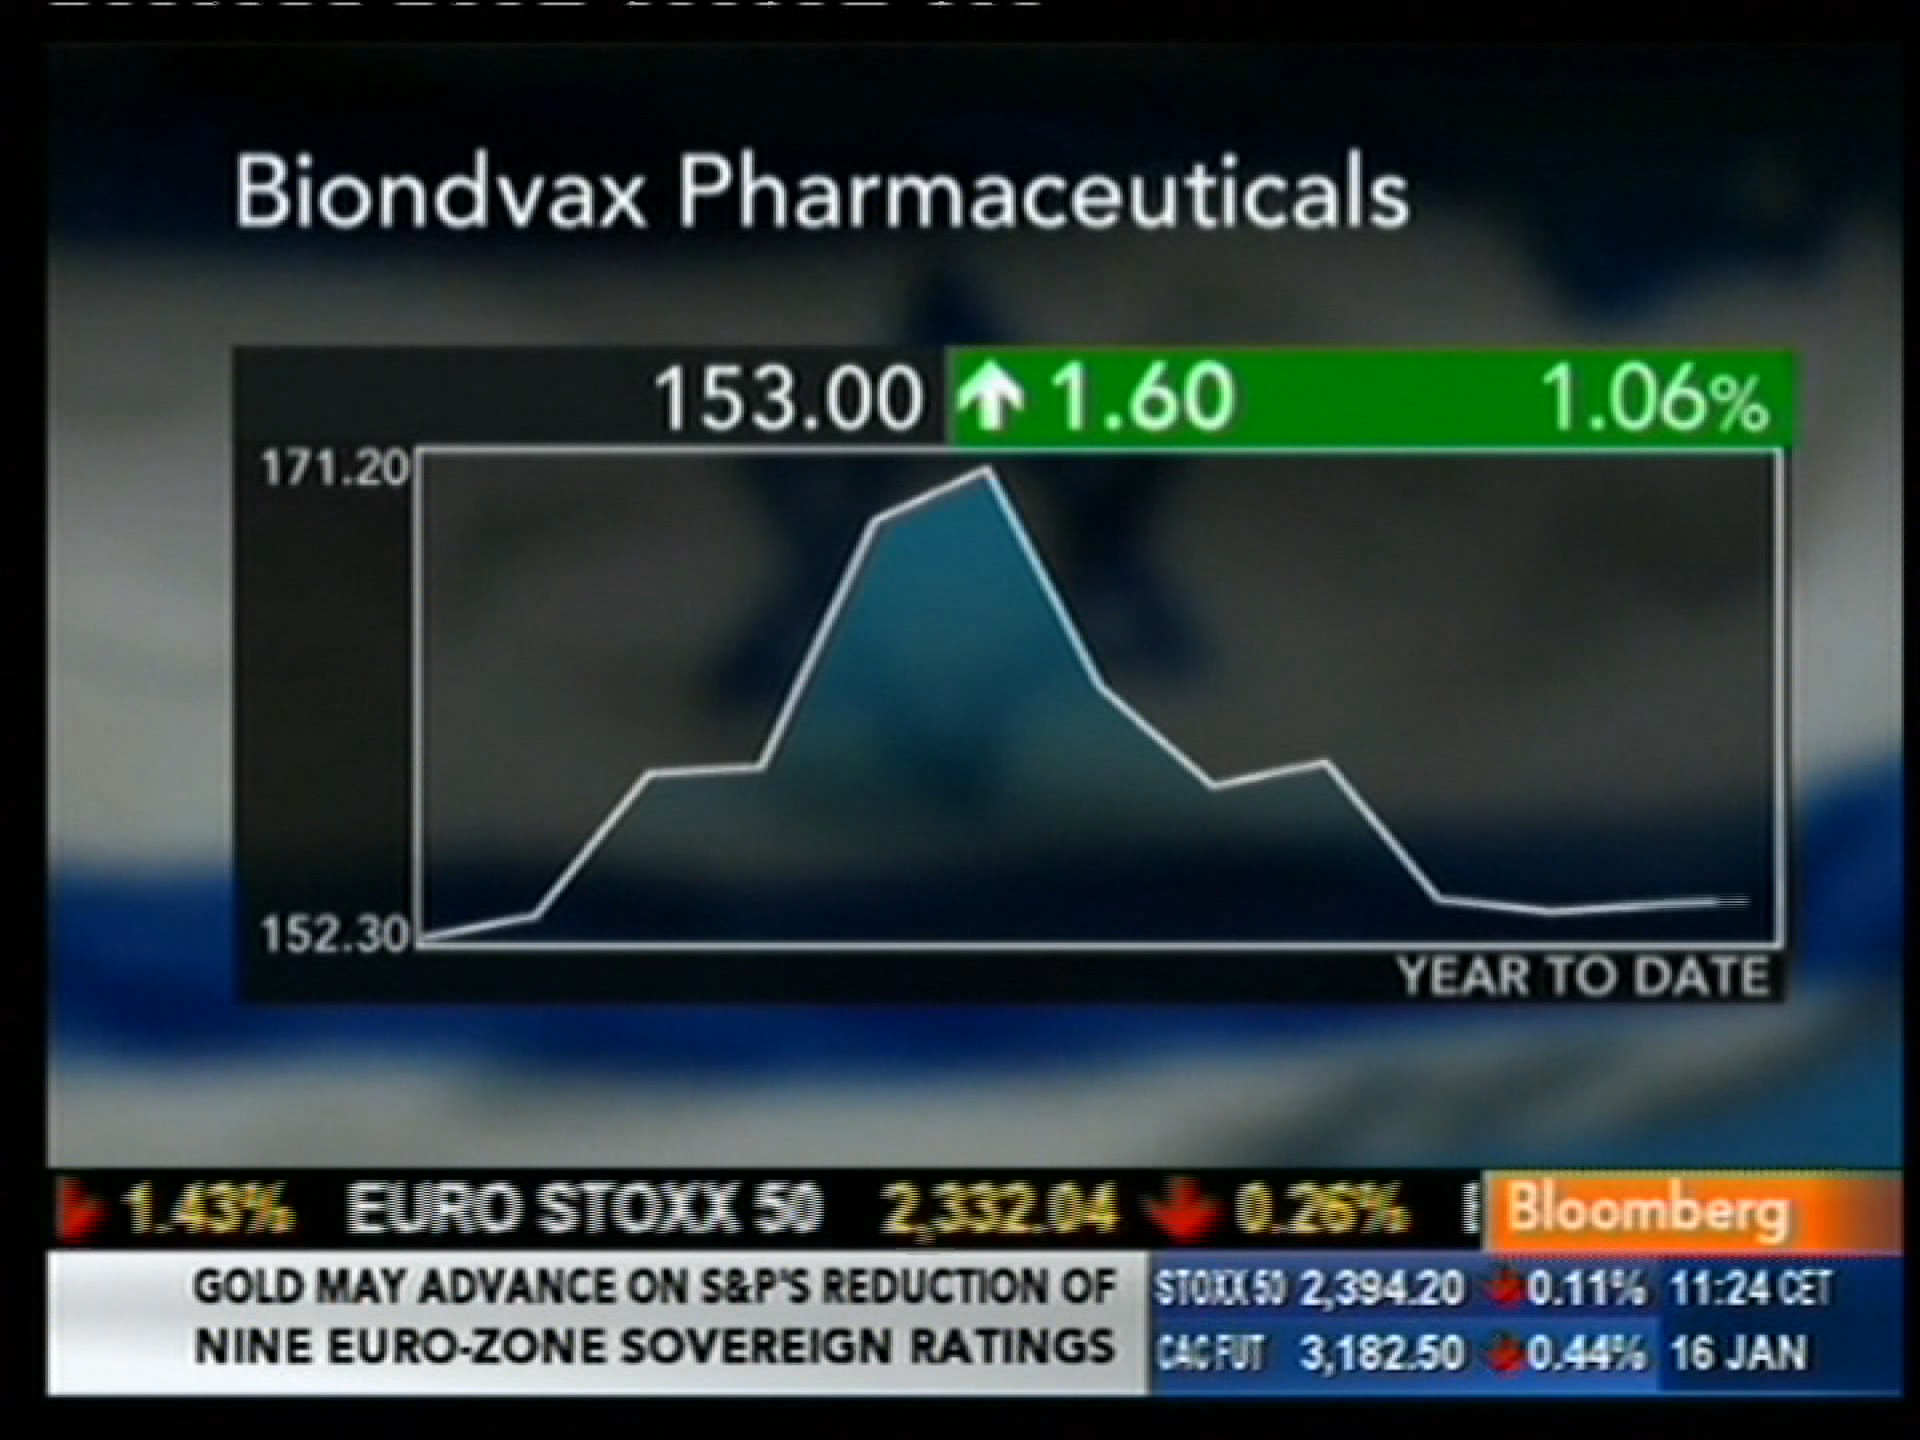 Biondvax Pharmaceuticals
153.00 1.60 1.06%
171.20
152.30
YEAR TO DATE
1.43% EURO STOXX 50 2,332.04 0.26%
Bloomberg
GOLD MAY ADVANCE ON S&P'S REDUCTION OF
NINE EURO-ZONE SOVEREIGN RATINGS
STOXX50 2,394.20 0.11% 11:24 CET
CAC FUT 3,182.50 0.44% 16 JAN